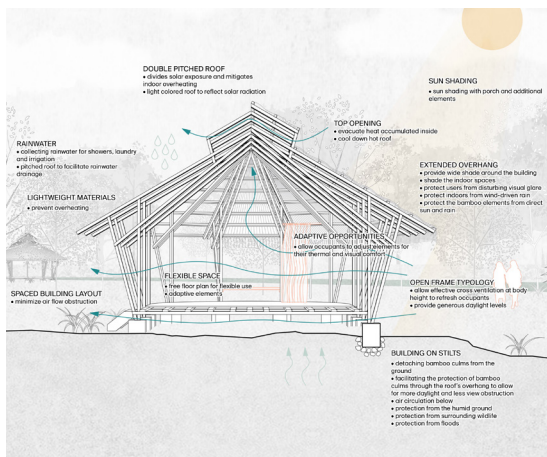 DOUBLE PITCHED ROOF
• divides solar exposure and mitigates
indoor overheating
• light colored roof to reflect solar radiation
SUN SHADING
• sun shading with porch and additional
elements
TOP OPENING
• evacuate heat accumulated inside
• cool down hot roof
RAINWATER
• collecting rainwater for showers, laundry
and irrigation
• pitched roof to facilitate rainwater
drainage
EXTENDED OVERHANG
• provide wide shade around the building
• shade the indoor spaces
• protect users from disturbing visual glare
• protect indoors from wind-driven rain
• protect the bamboo elements from direct
sun and rain
LIGHTWEIGHT MATERIALS
• prevent overheating
ADAPTIVE OPPORTUNITIES
• allow occupants to adjust elements for
their thermal and visual comfort
FLEXIBLE SPACE
• free floor plan for flexible use
• adaptive elements
OPEN FRAME TYPOLOGY
• allow effective cross ventilation at body
height to refresh occupants
• provide generous daylight levels
SPACED BUILDING LAYOUT
• minimize air flow obstruction
BUILDING ON STILTS
• detaching bamboo culms from the
ground
• facilitating the protection of bamboo
culms through the roof's overhang to allow
for more daylight and less view obstruction
• air circulation below
• protection from the humid ground
• protection from surrounding wildlife
• protection from floods